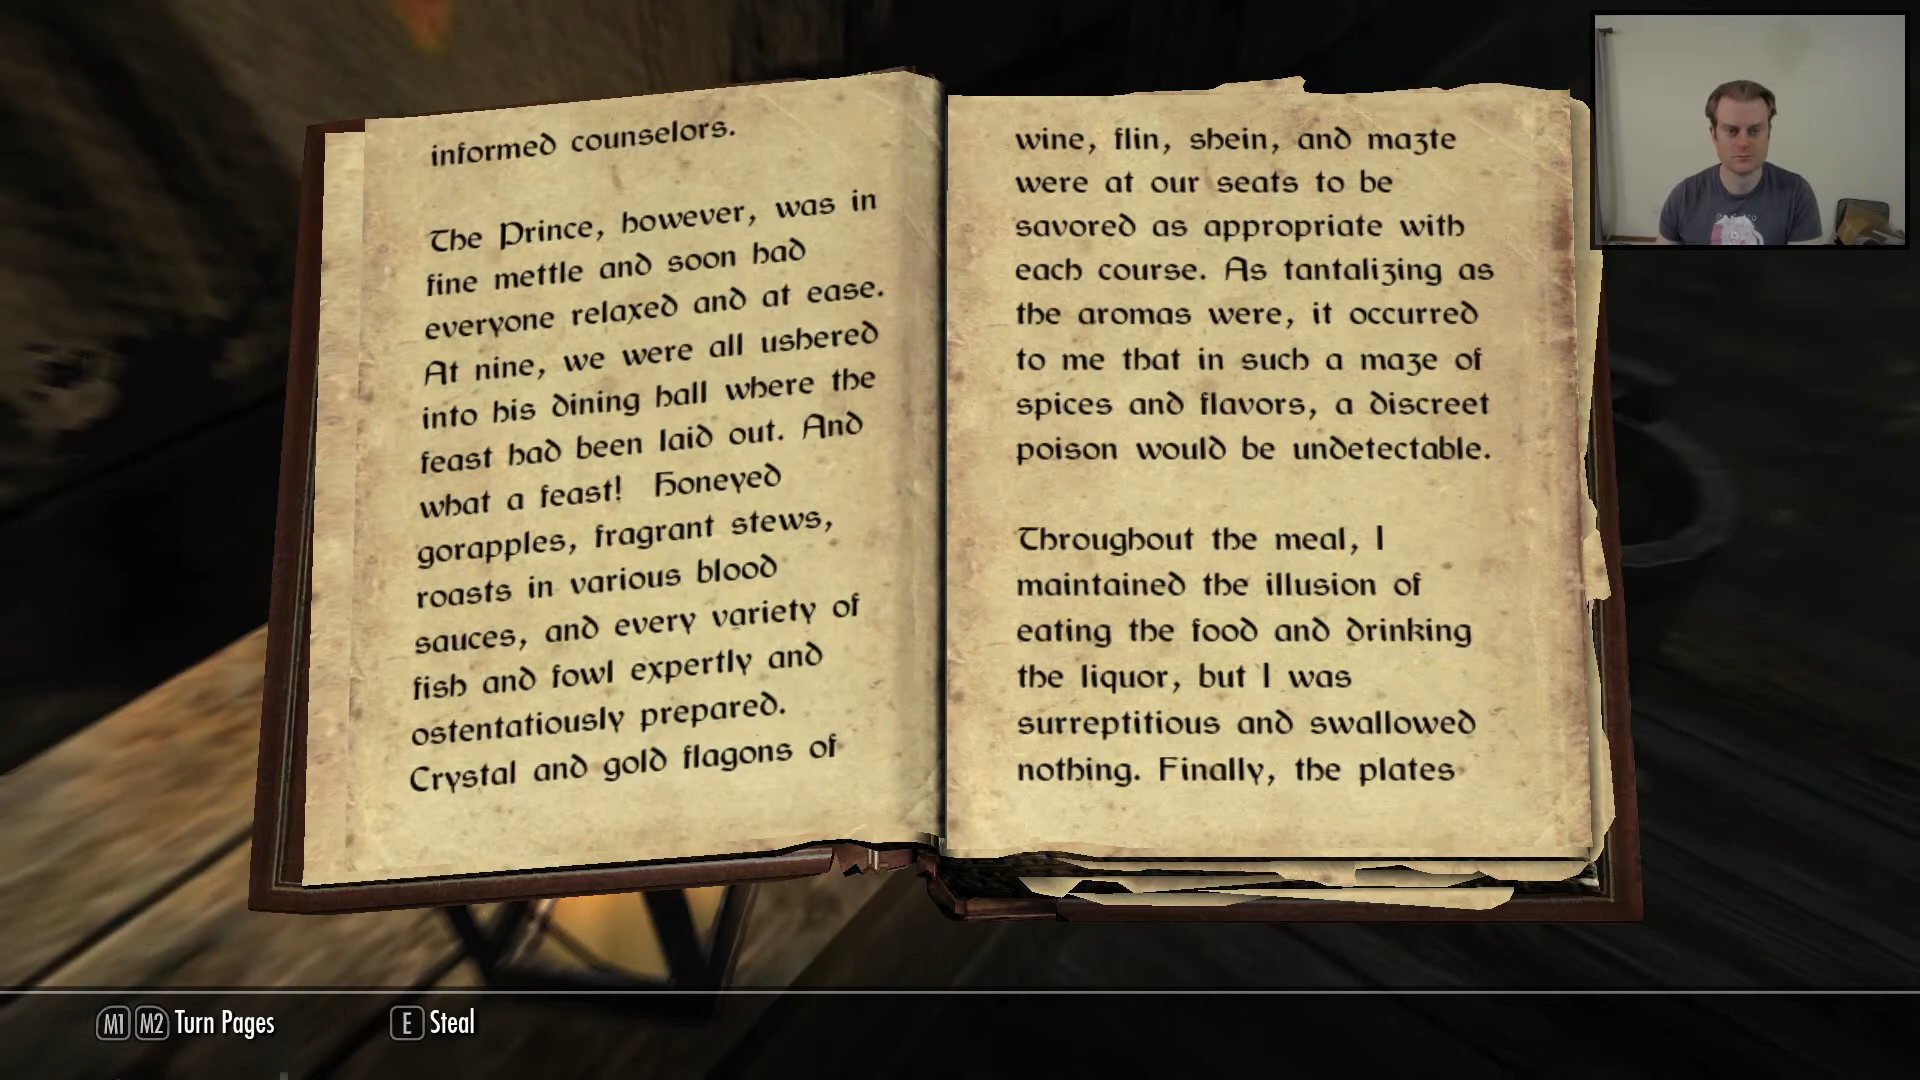 informed counselors.
The Prince, however, was in
fine mettle and soon had
everyone relaxed and at ease.
At nine, we were all ushered
into his dining hall where the
feast had been laid out. And
what a feast! Honeyed
gorapples, fragrant stews,
roasts in various blood
sauces, and every variety of
fish and fowl expertly and
ostentatiously prepared.
Crystal and gold flagons of
wine, flin, shein, and mazte
were at our seats to be
savored as appropriate with
each course. As tantalizing as
the aromas were, it occurred
to me that in such a maze of
spices and flavors, a discreet
poison would be undetectable.
Throughout the meal, I
maintained the illusion of
eating the food and drinking
the liquor, but I was
surreptitious and swallowed
nothing. Finally, the plates
M1 M2 Turn Pages
E Steal